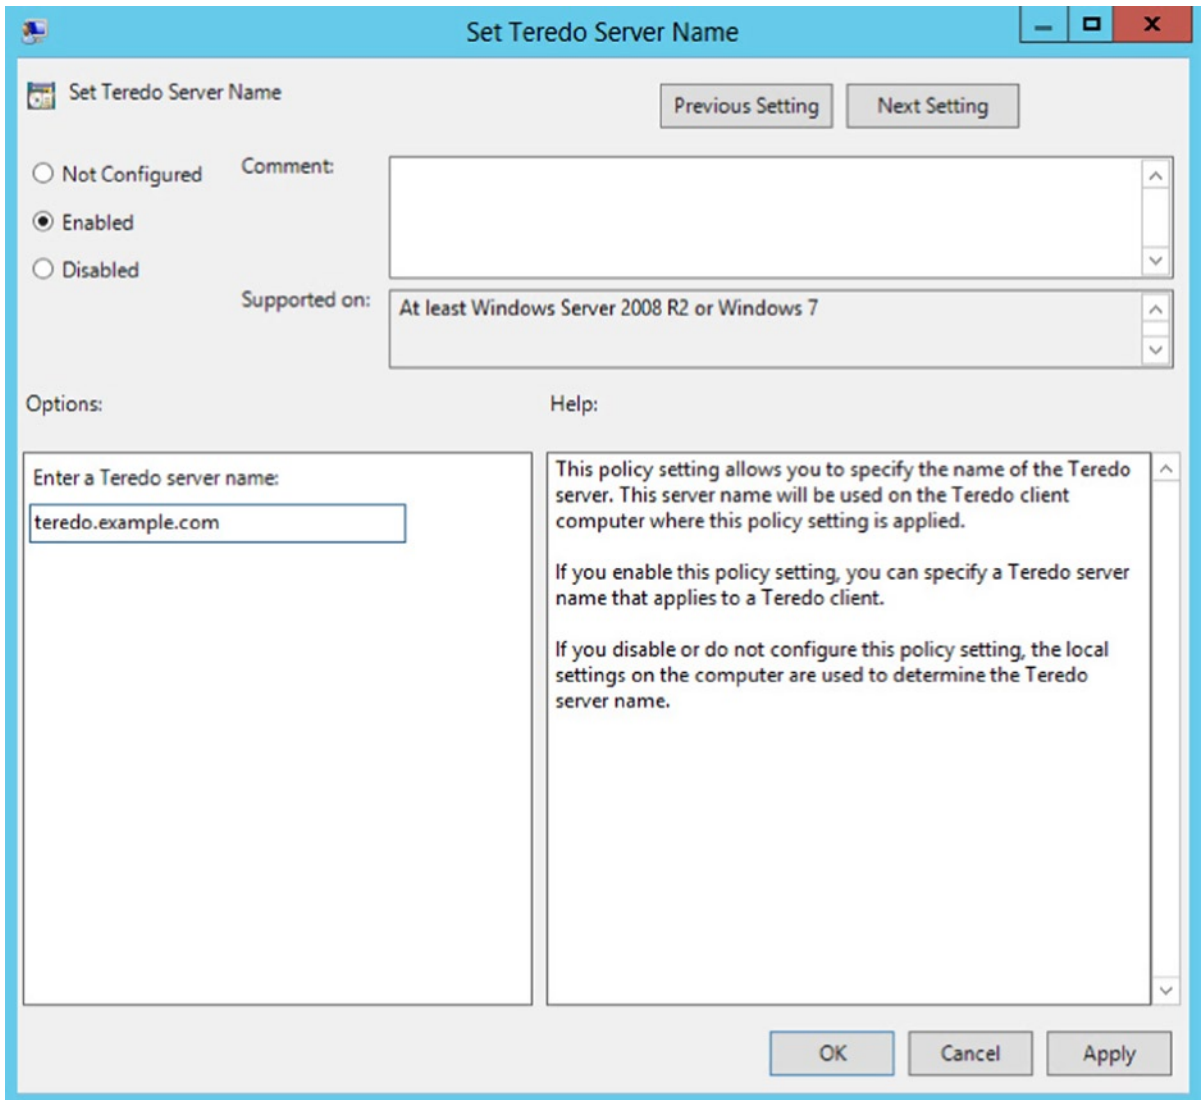 Set Teredo Server Name
Set Teredo Server Name
Previous Setting
Next Setting
Not Configured
Enabled
Disabled
Comment:
Supported on:
At least Windows Server 2008 R2 or Windows 7
Options:
Help:
Enter a Teredo server name:
teredo.example.com
This policy setting allows you to specify the name of the Teredo
server. This server name will be used on the Teredo client
computer where this policy setting is applied.
If you enable this policy setting, you can specify a Teredo server
name that applies to a Teredo client.
If you disable or do not configure this policy setting, the local
settings on the computer are used to determine the Teredo
server name.
OK
Cancel
Apply